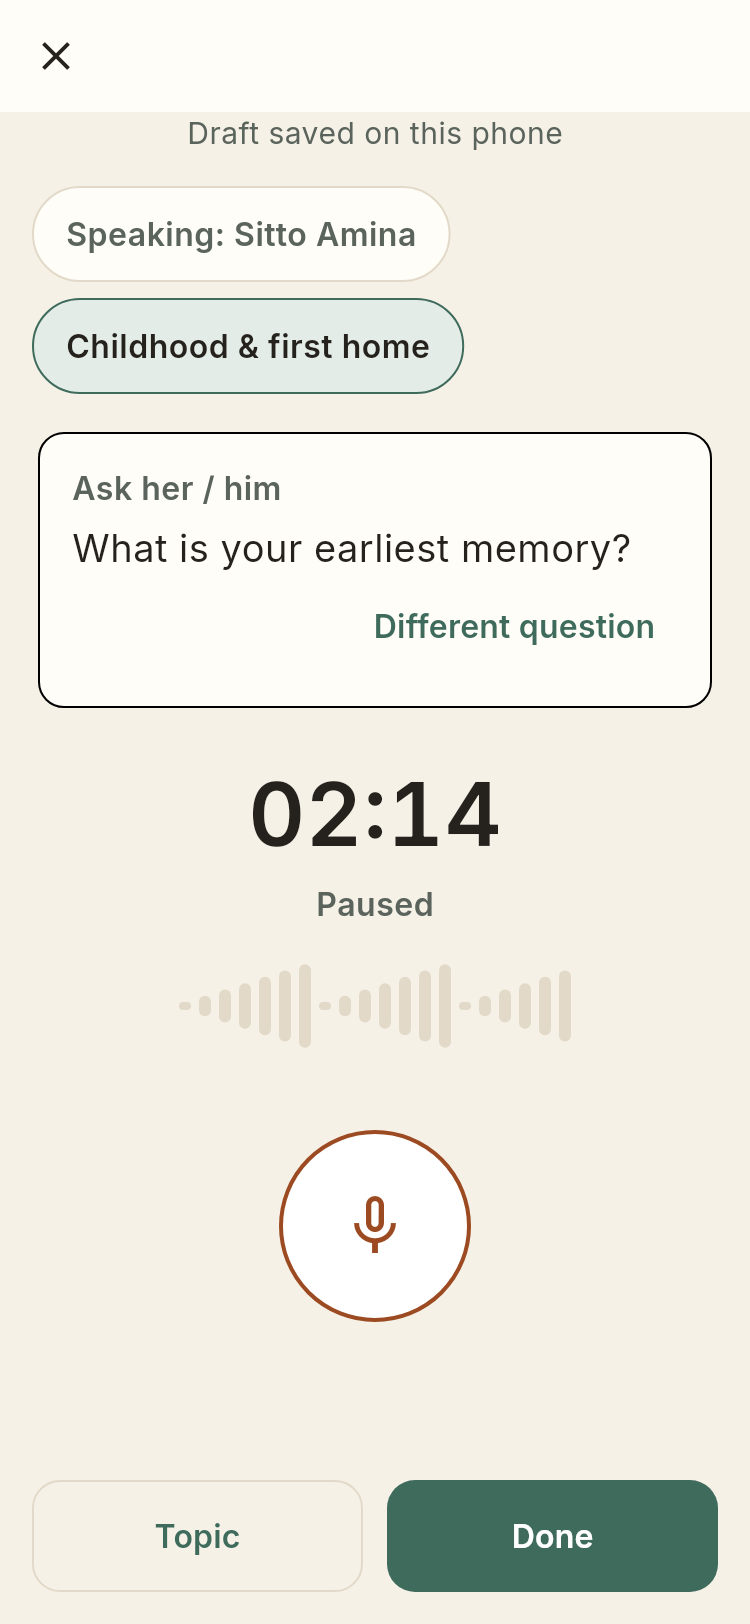 Draft saved on this phone
Speaking: Sitto Amina
Childhood & first home
Ask her / him
What is your earliest memory?
Different question
02:14
Paused
Topic
Done